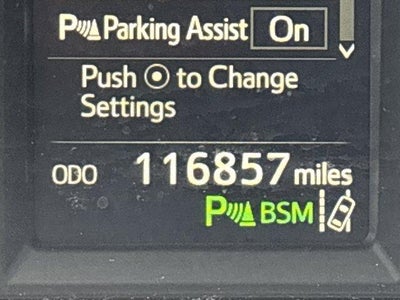 P Parking Assist On
Push to Change
Settings
ODO 116857 miles
P BSM